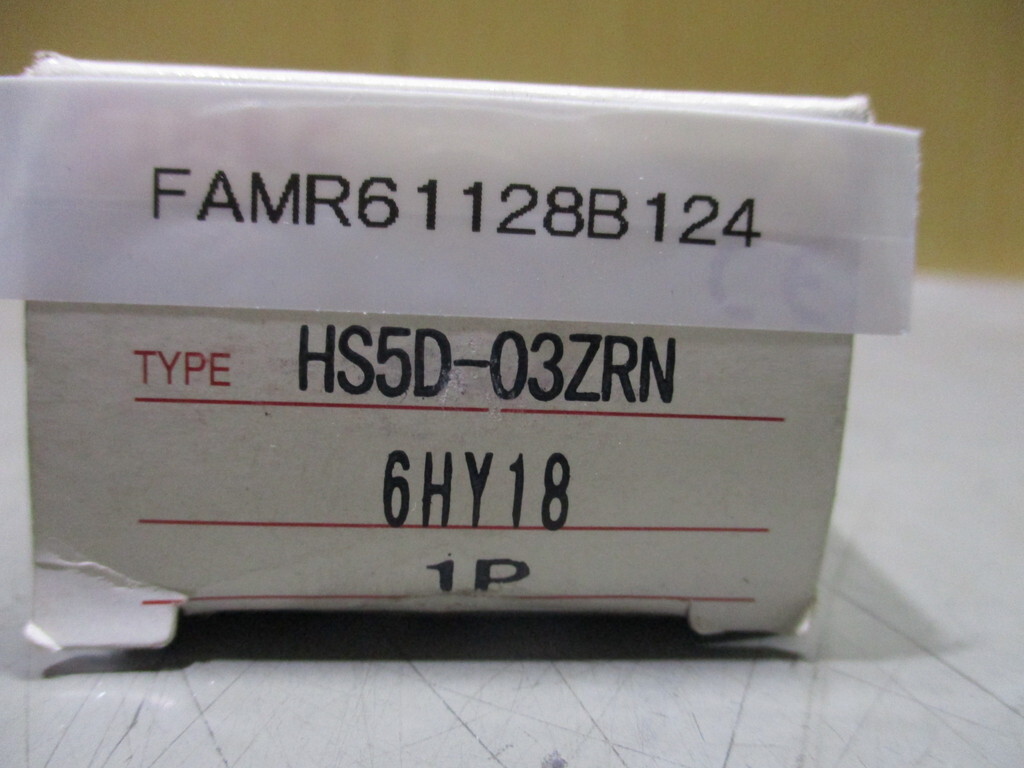 FAMR61128B124
TYPE HS5D-03ZRN
6HY18
1P